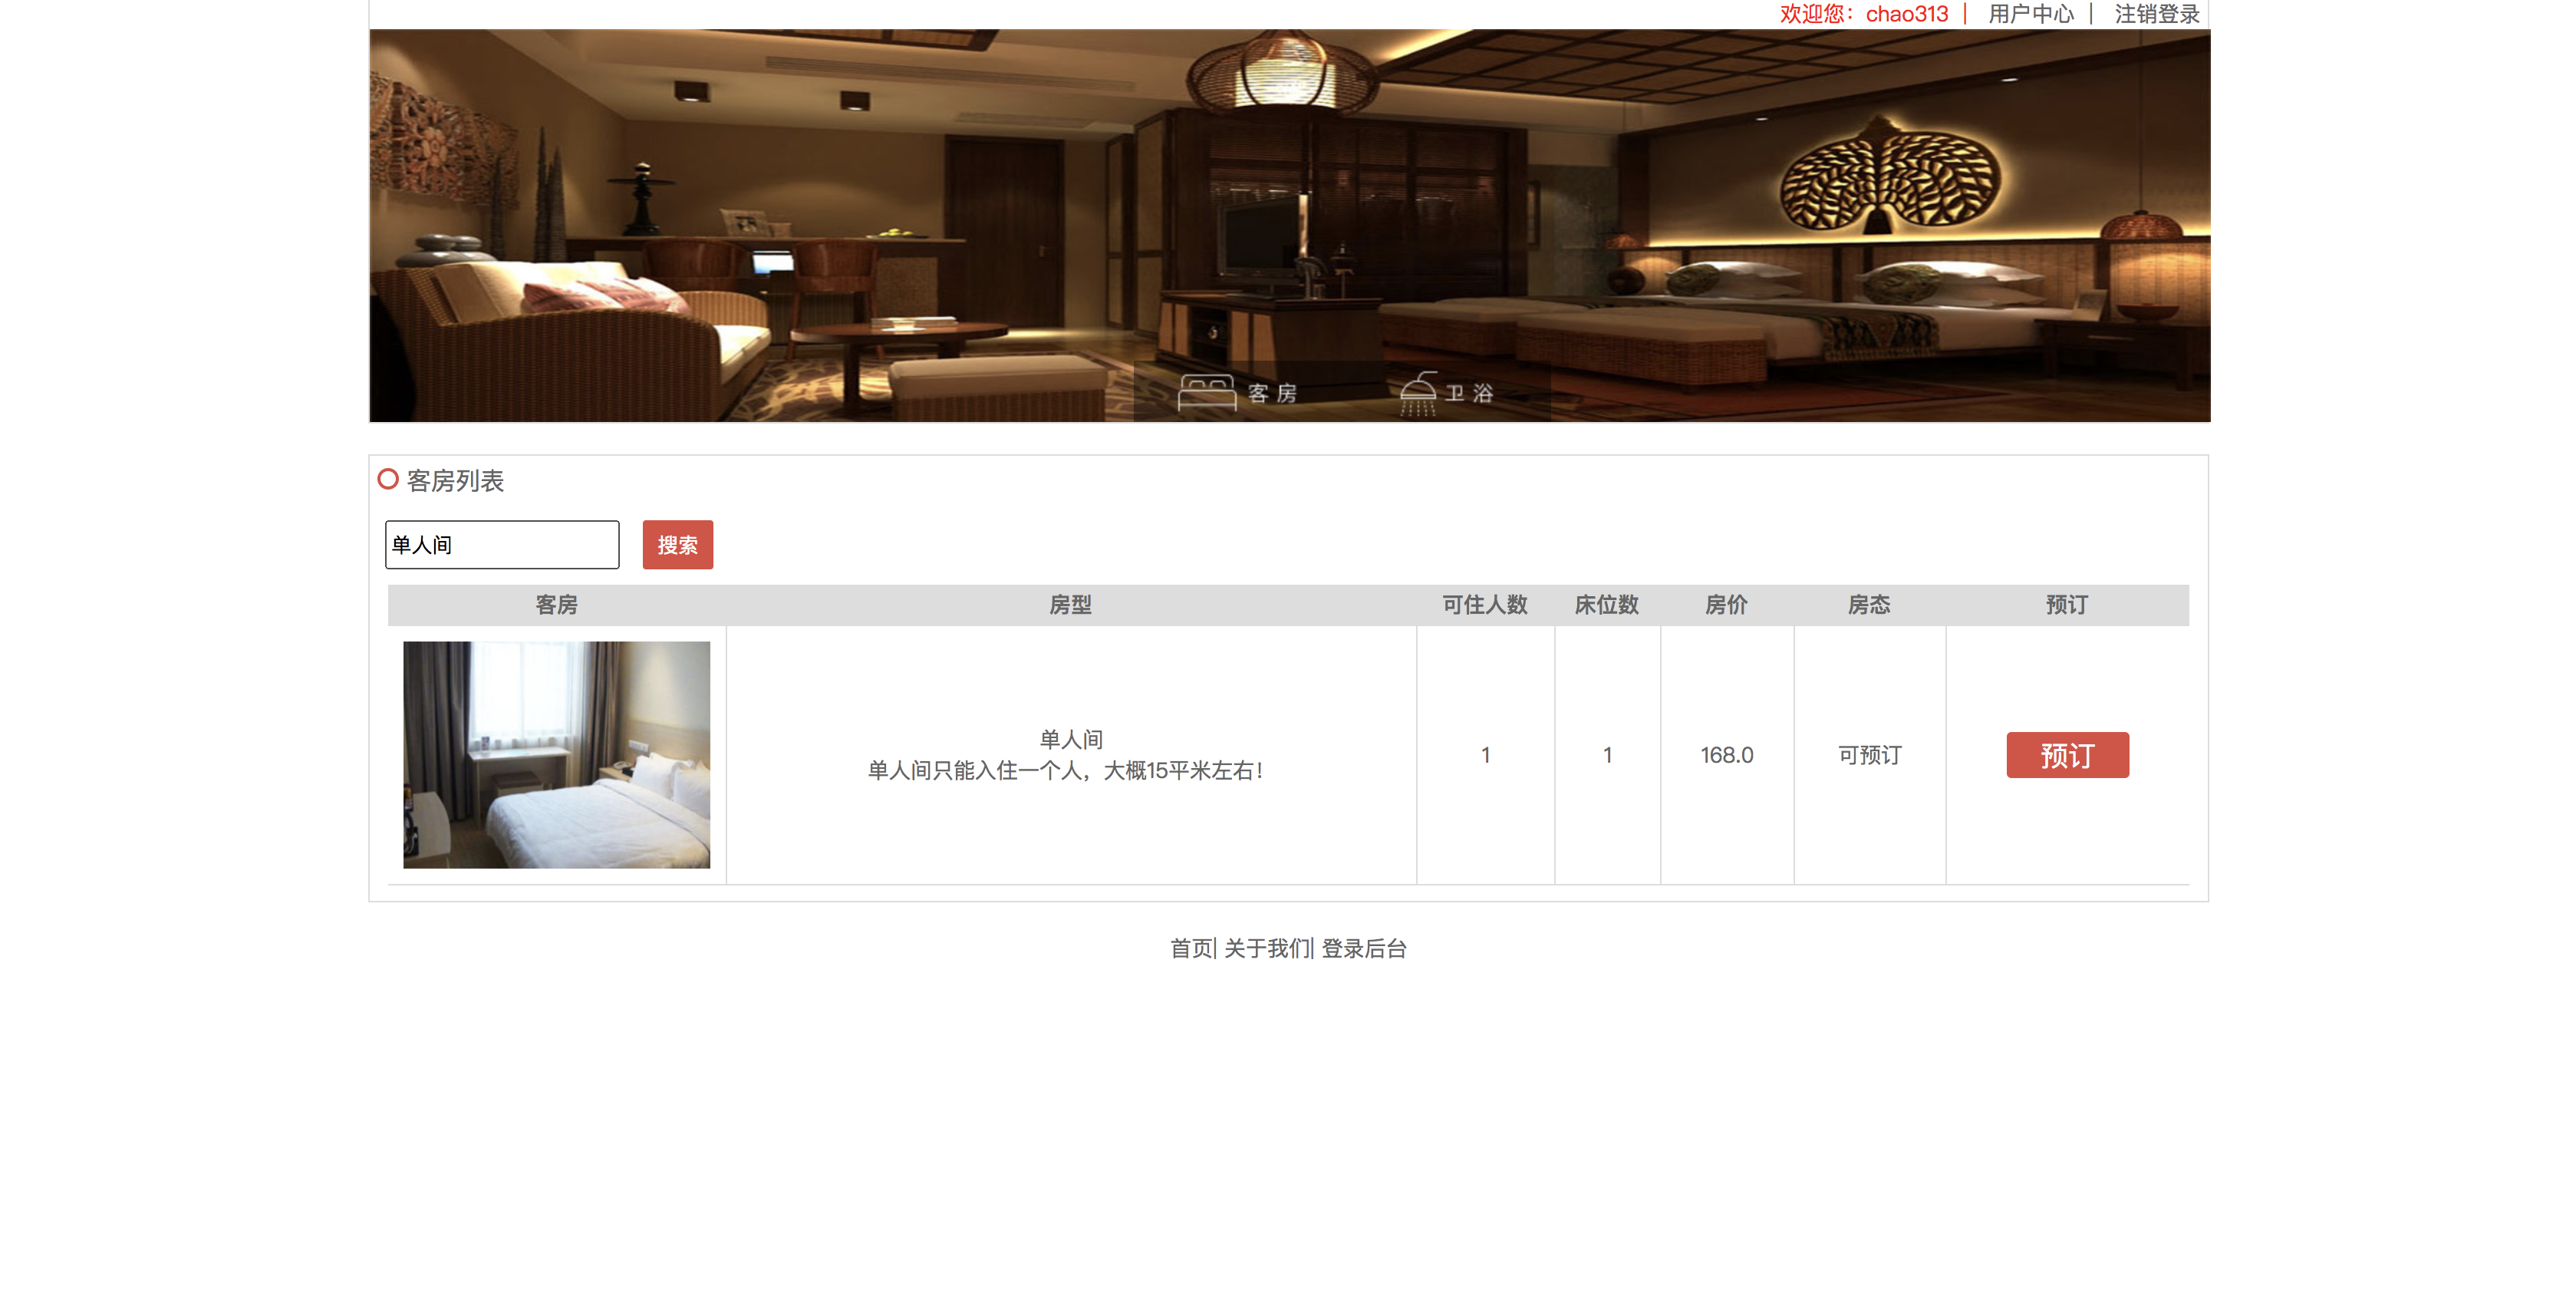 欢迎您：chao313 | 用户中心 | 注销登录
客房 卫浴
客房列表
单人间 搜索
客房 房型 可住人数 床位数 房价 房态 预订
单人间
单人间只能入住一个人，大概15平米左右！ 1 1 168.0 可预订 预订
首页| 关于我们| 登录后台